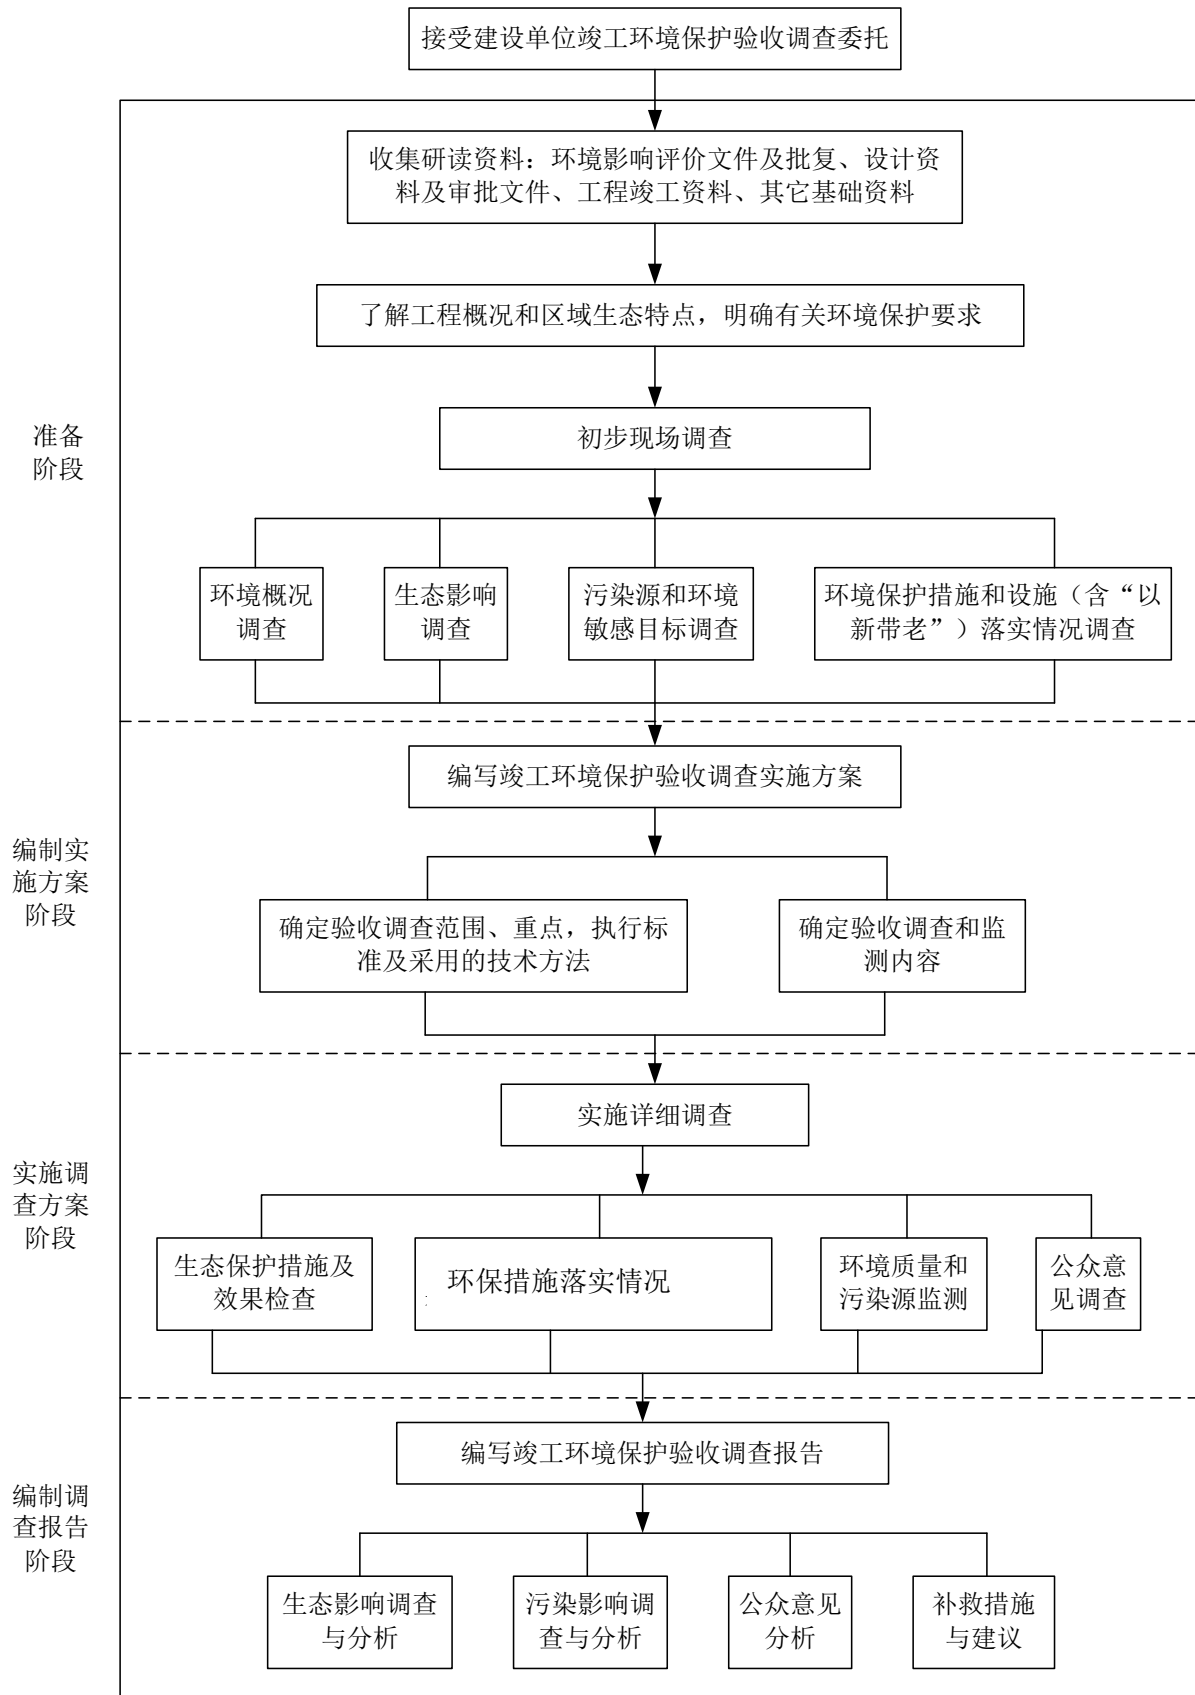 接受建设单位竣工环境保护验收调查委托
收集研读资料：环境影响评价文件及批复、设计资
料及审批文件、工程竣工资料、其它基础资料
了解工程概况和区域生态特点，明确有关环境保护要求
准备
阶段
初步现场调查
环境概况
调查
生态影响
调查
污染源和环境
敏感目标调查
环境保护措施和设施（含“以
新带老”）落实情况调查
编写竣工环境保护验收调查实施方案
编制实
施方案
阶段
确定验收调查范围、重点，执行标
准及采用的技术方法
确定验收调查和监
测内容
实施详细调查
实施调
查方案
阶段
生态保护措施及
效果检查
环保措施落实情况
环境质量和
污染源监测
公众意
见调查
编写竣工环境保护验收调查报告
编制调
查报告
阶段
生态影响调查
与分析
污染影响调
查与分析
公众意见
分析
补救措施
与建议